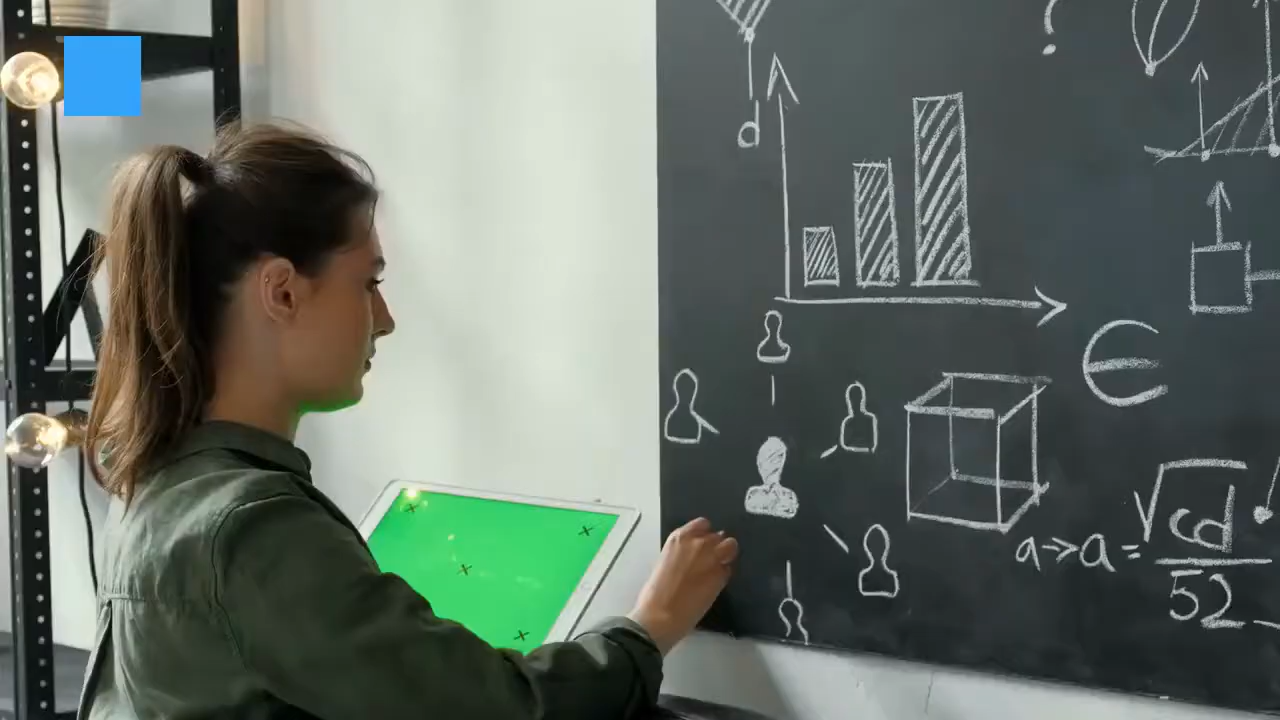 d
?
€
a→a = √cd
52